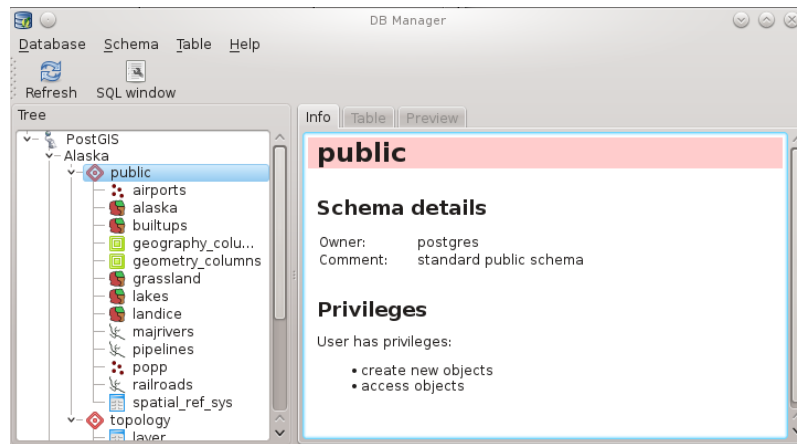 DB Manager
Database Schema Table Help
Refresh SQL window
Tree
PostGIS
Alaska
public
airports
alaska
builtups
geography_colu...
geometry_columns
grassland
lakes
landice
majrivers
pipelines
popp
railroads
spatial_ref_sys
topology
layer
Info Table Preview
public
Schema details
Owner: postgres
Comment: standard public schema
Privileges
User has privileges:
• create new objects
• access objects